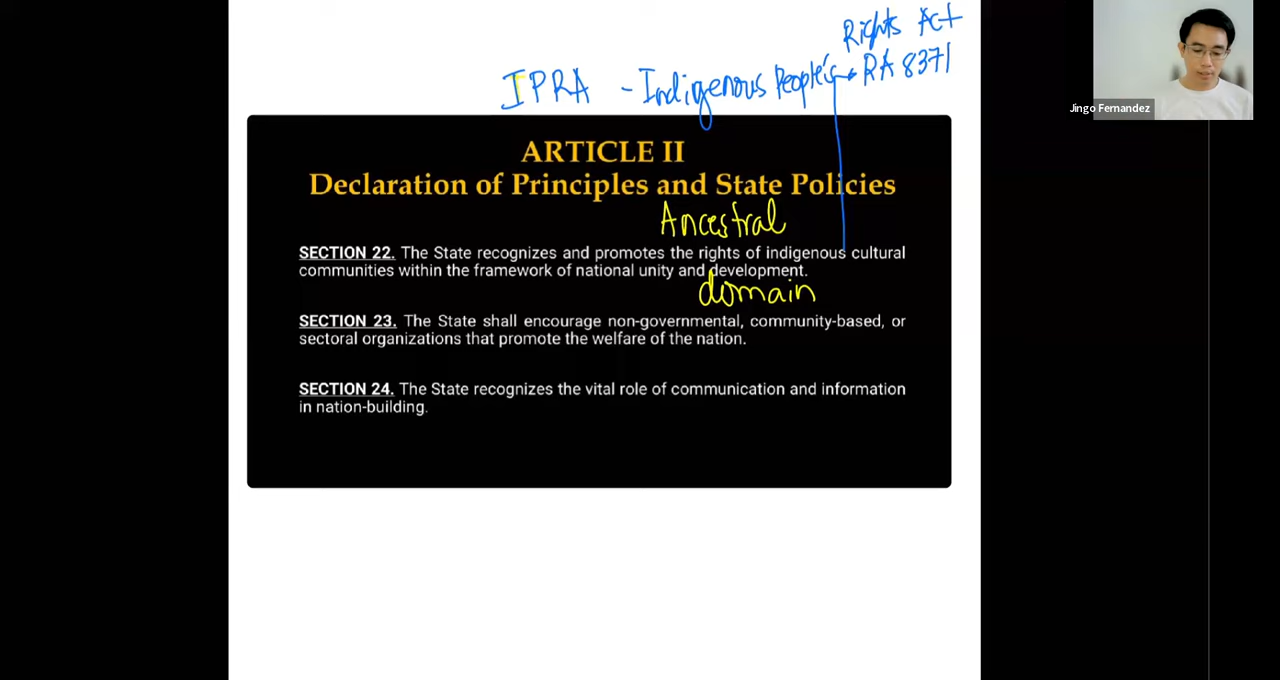 Rights Act
IPRA - Indigenous People's RA 8371
Jingo Fernandez
ARTICLE II
Declaration of Principles and State Policies
Ancestral
SECTION 22. The State recognizes and promotes the rights of indigenous cultural
communities within the framework of national unity and development.
domain
SECTION 23. The State shall encourage non-governmental, community-based, or
sectoral organizations that promote the welfare of the nation.
SECTION 24. The State recognizes the vital role of communication and information
in nation-building.